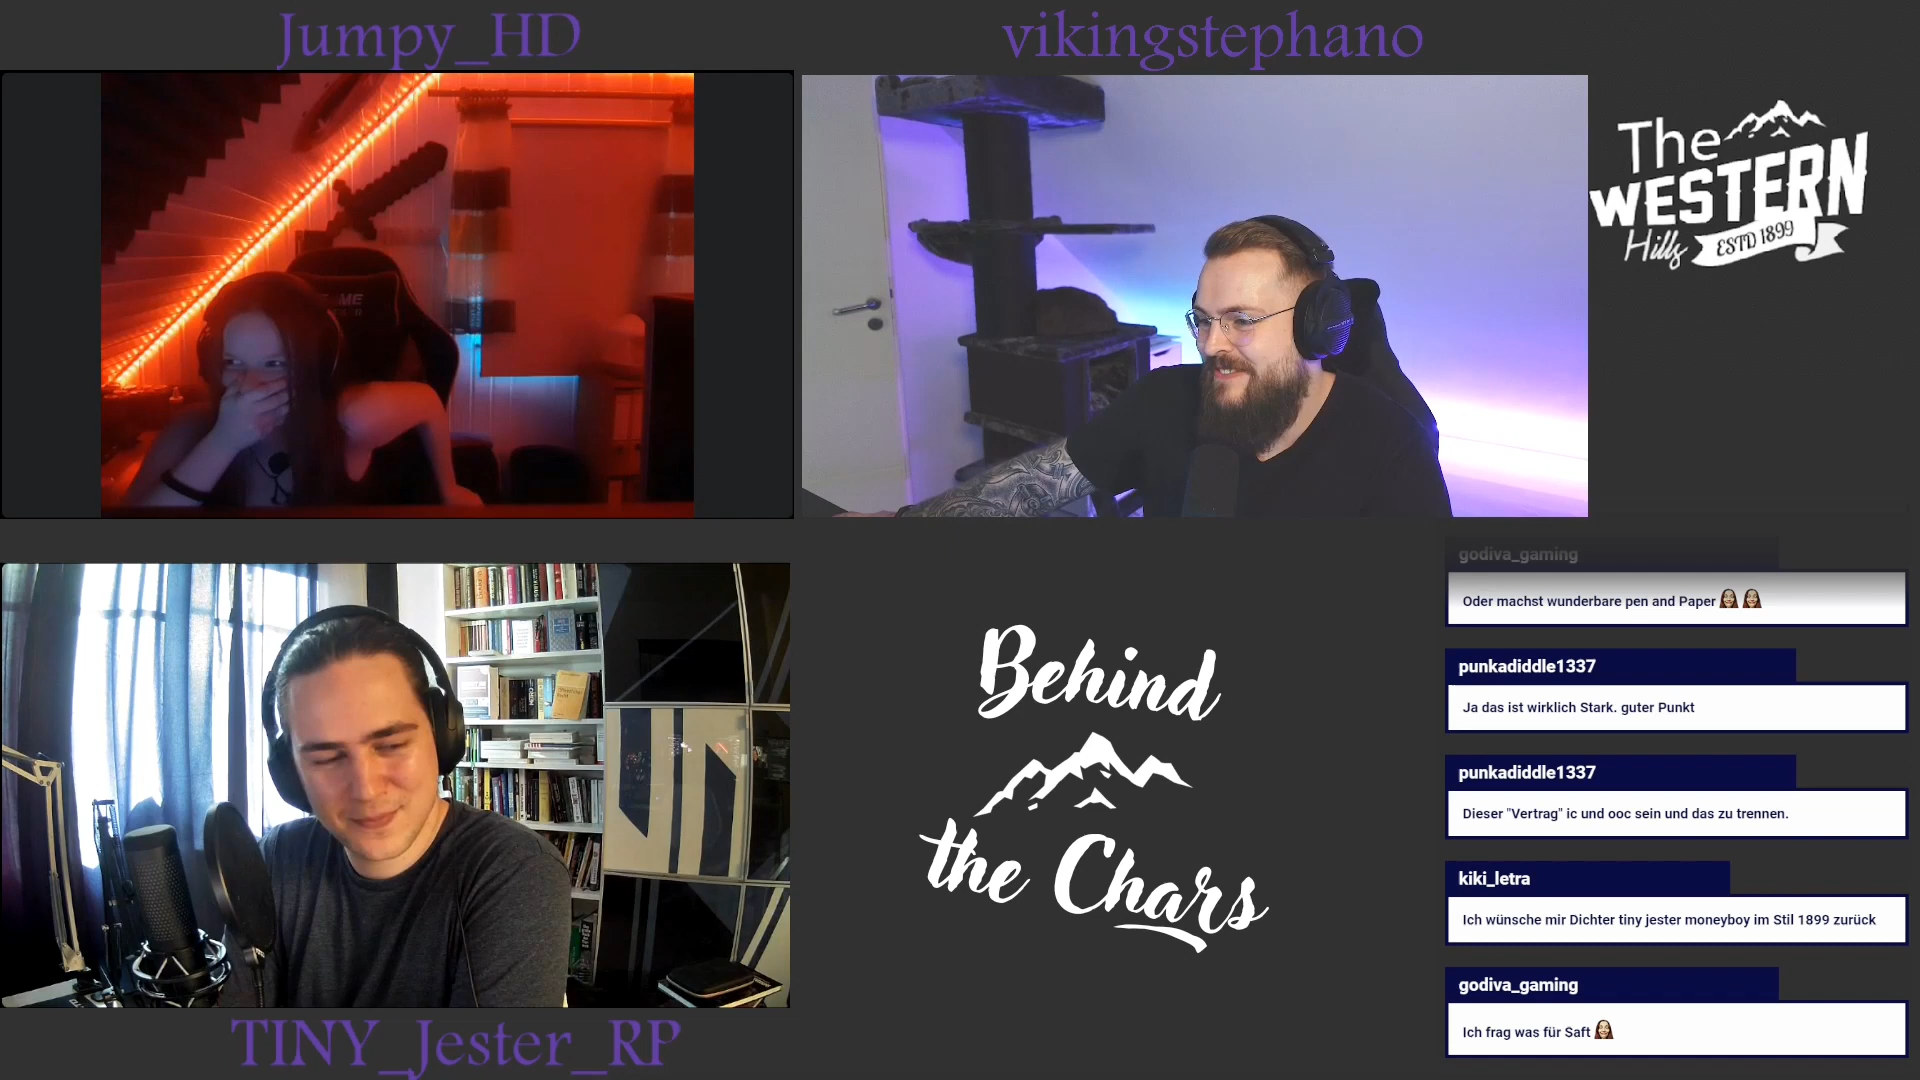 Jumpy_HD
vikingstephano
The
WESTERN
Hills
ESTD 1899
godiva_gaming
Oder machst wunderbare pen and Paper
punkadiddle1337
Ja das ist wirklich Stark. guter Punkt
punkadiddle1337
Dieser "Vertrag" ic und ooc sein und das zu trennen.
kiki_letra
Ich wünsche mir Dichter tiny jester moneyboy im Stil 1899 zurück
godiva_gaming
Ich frag was für Saft
Behind
the Chars
TINY_Jester_RP